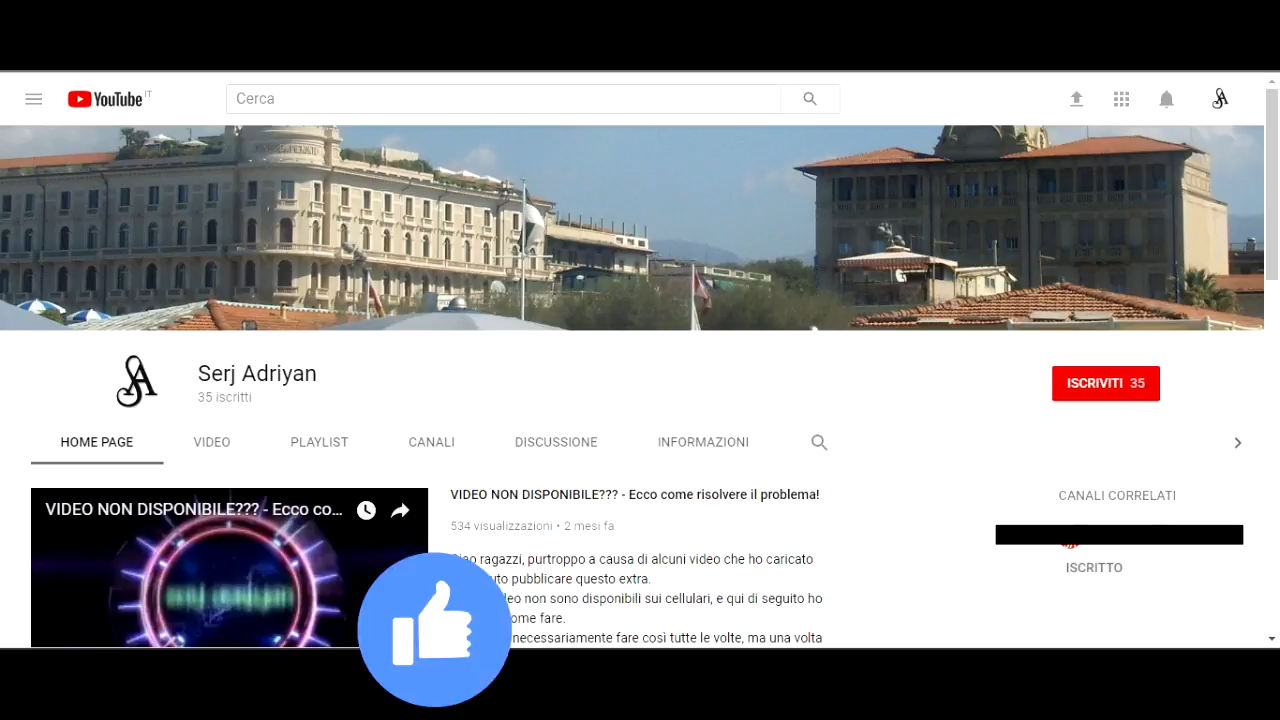 YouTube IT
Cerca
Serj Adriyan
35 iscritti
ISCRIVITI 35
HOME PAGE VIDEO PLAYLIST CANALI DISCUSSIONE INFORMAZIONI
VIDEO NON DISPONIBILE??? - Ecco co...
VIDEO NON DISPONIBILE??? - Ecco come risolvere il problema!
534 visualizzazioni • 2 mesi fa
ragazzi, purtroppo a causa di alcuni video che ho caricato
pubblicare questo extra.
non sono disponibili sui cellulari, e qui di seguito ho
come fare.
necessariamente fare così tutte le volte, ma una volta
CANALI CORRELATI
ISCRITTO